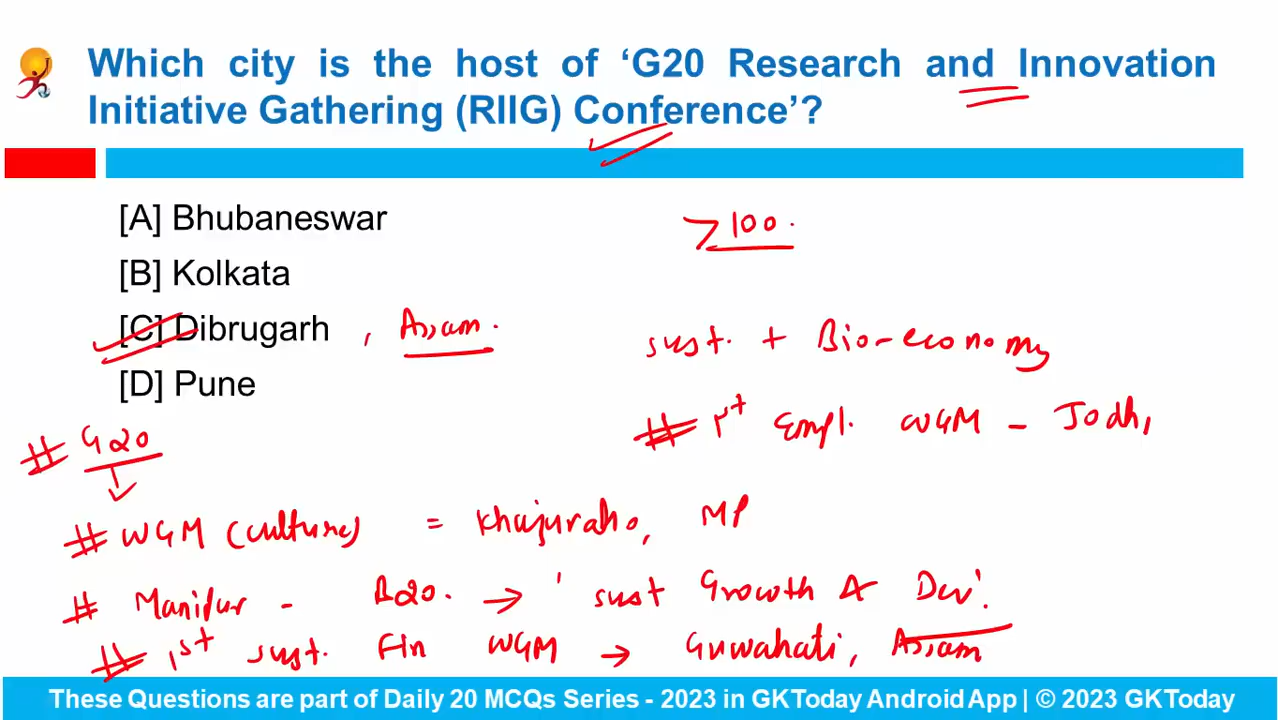 Which city is the host of ‘G20 Research and Innovation
Initiative Gathering (RIIG) Conference’?
[A] Bhubaneswar
> 100.
[B] Kolkata
[C] Dibrugarh , Assam.
sust. + Bio-economy
[D] Pune
# 1st Empl. WGM - Jodh,
# G20
# WGM (culture) = Khajuraho, MP
# Manipur - B20. → ' sust Growth & Dev'.
# 1st sust. Fin WGM → Guwahati, Assam
These Questions are part of Daily 20 MCQs Series - 2023 in GKToday Android App | © 2023 GKToday